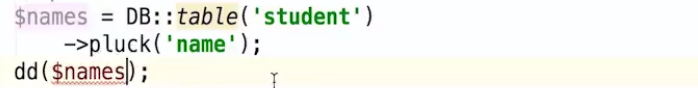 $names = DB::table('student')
->pluck('name');
dd($names);